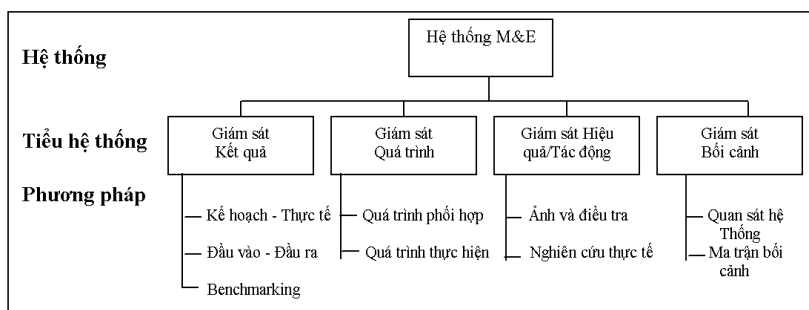 Hệ thống
Hệ thống M&E
Tiểu hệ thống
Giám sát
Kết quả
Giám sát
Quá trình
Giám sát Hiệu
quả/Tác động
Giám sát
Bối cảnh
Phương pháp
Kế hoạch - Thực tế
Đầu vào - Đầu ra
Benchmarking
Quá trình phối hợp
Quá trình thực hiện
Ảnh và điều tra
Nghiên cứu thực tế
Quan sát hệ
Thống
Ma trận bối
cảnh